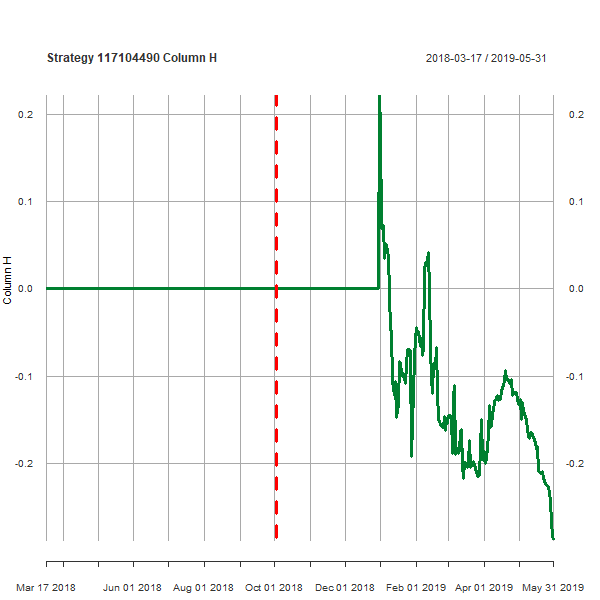 Strategy 117104490 Column H
2018-03-17 / 2019-05-31
Column H
0.2 0.2
0.1 0.1
0.0 0.0
-0.1 -0.1
-0.2 -0.2
Mar 17 2018 Jun 01 2018 Aug 01 2018 Oct 01 2018 Dec 01 2018 Feb 01 2019 Apr 01 2019 May 31 2019